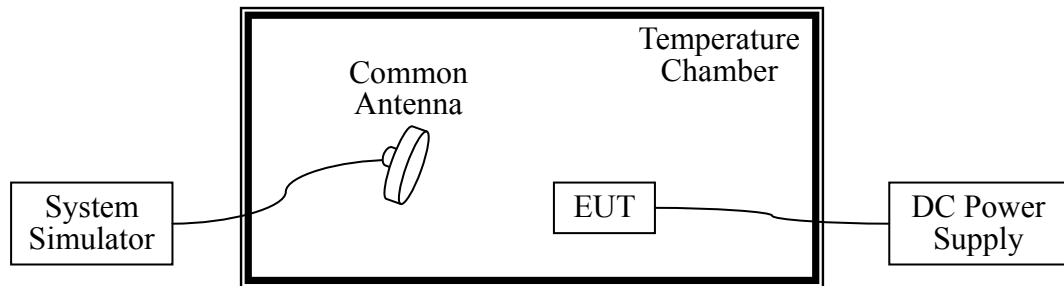 Temperature
Chamber
Common
Antenna
System
Simulator
EUT
DC Power
Supply